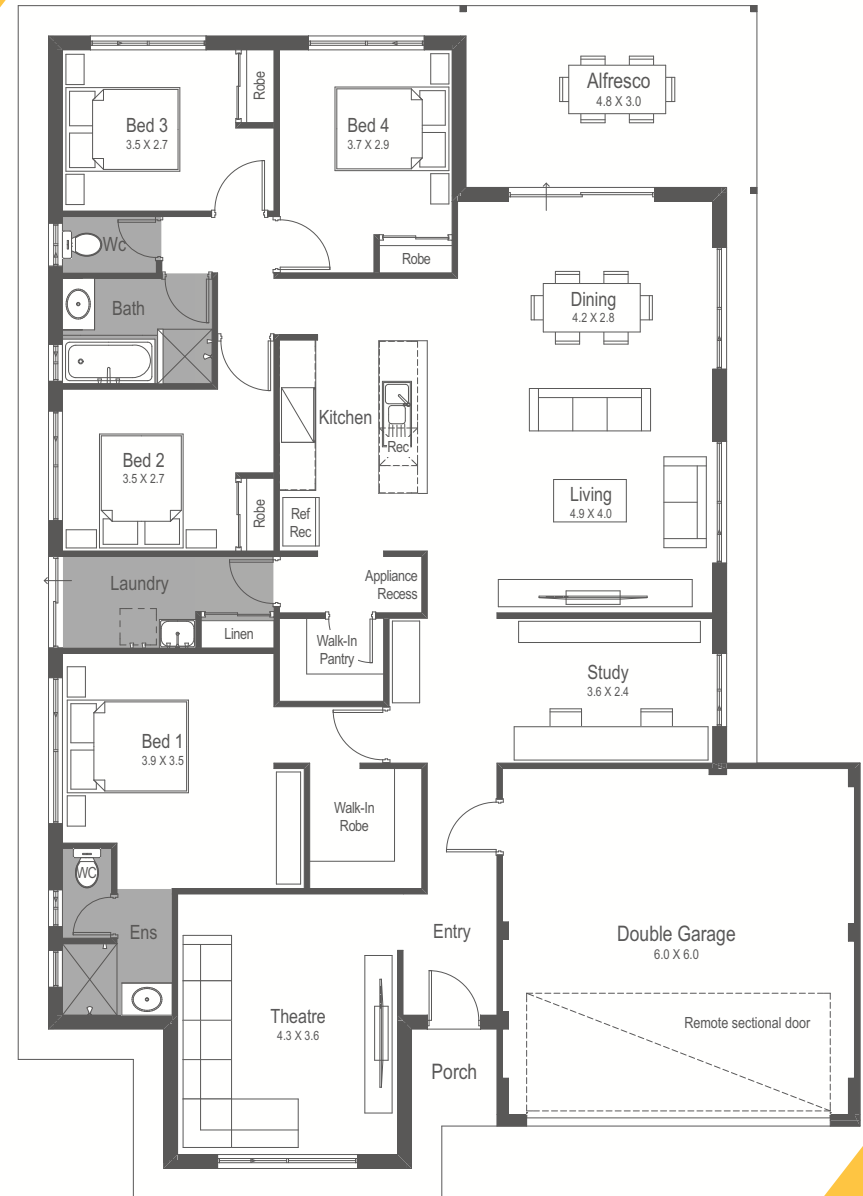 Alfresco
4.8 X 3.0
Robe
Bed 3
3.5 X 2.7
Bed 4
3.7 X 2.9
Wc
Robe
Bath
Dining
4.2 X 2.8
Kitchen
Rec
Bed 2
3.5 X 2.7
Robe
Ref
Rec
Living
4.9 X 4.0
Laundry
Appliance
Recess
Linen
Walk-In
Pantry
Study
3.6 X 2.4
Bed 1
3.9 X 3.5
Walk-In
Robe
WC
Ens
Entry
Double Garage
6.0 X 6.0
Theatre
4.3 X 3.6
Remote sectional door
Porch